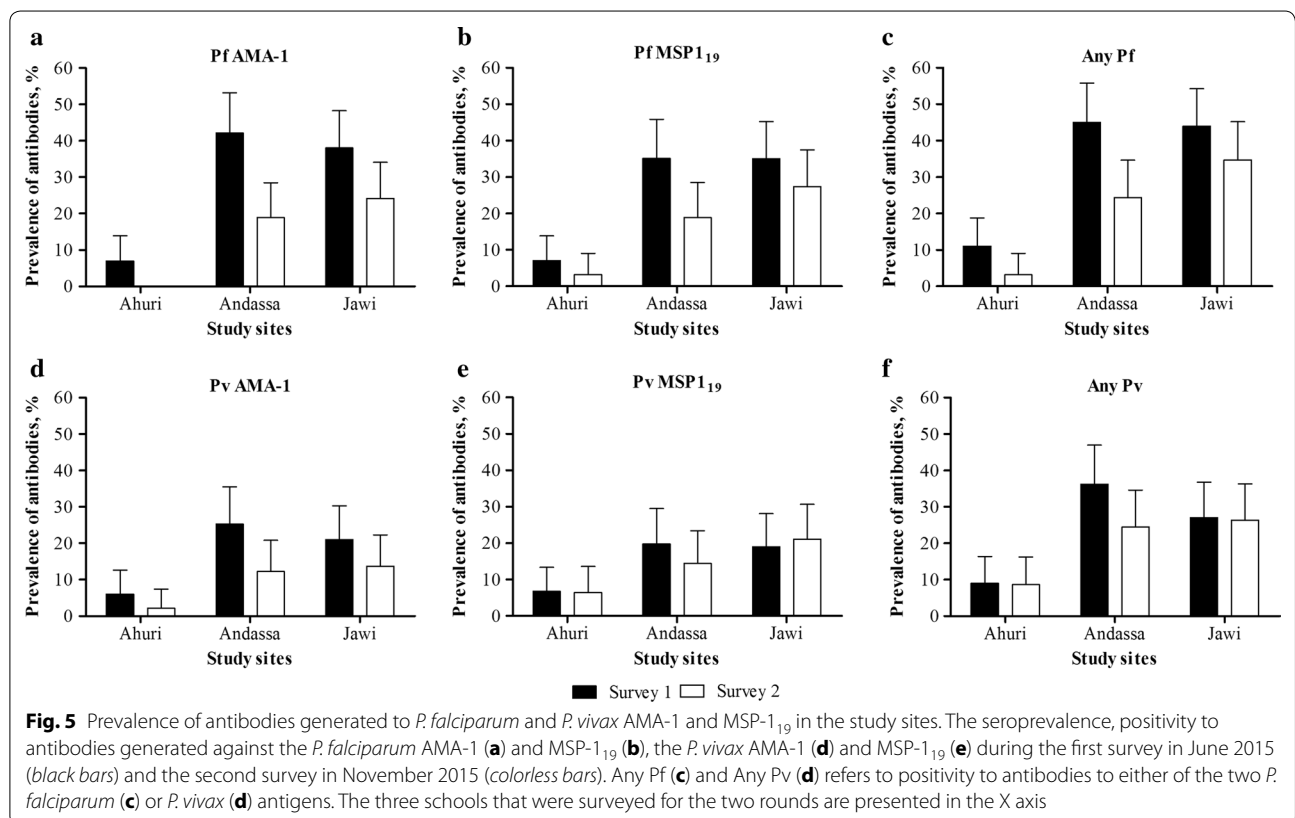 a
Pf AMA-1
Prevalence of antibodies, %
60
50
40
30
20
10
0
Ahuri Andassa Jawi
Study sites
b
Pf MSP1₁₉
Prevalence of antibodies, %
60
50
40
30
20
10
0
Ahuri Andassa Jawi
Study sites
c
Any Pf
Prevalence of antibodies, %
60
50
40
30
20
10
0
Ahuri Andassa Jawi
Study sites
d
Pv AMA-1
Prevalence of antibodies, %
60
50
40
30
20
10
0
Ahuri Andassa Jawi
Study sites
e
Pv MSP1₁₉
Prevalence of antibodies, %
60
50
40
30
20
10
0
Ahuri Andassa Jawi
Study sites
f
Any Pv
Prevalence of antibodies, %
60
50
40
30
20
10
0
Ahuri Andassa Jawi
Study sites
Survey 1 Survey 2
Fig. 5 Prevalence of antibodies generated to P. falciparum and P. vivax AMA-1 and MSP-1₁₉ in the study sites. The seroprevalence, positivity to
antibodies generated against the P. falciparum AMA-1 (a) and MSP-1₁₉ (b), the P. vivax AMA-1 (d) and MSP-1₁₉ (e) during the first survey in June 2015
(black bars) and the second survey in November 2015 (colorless bars). Any Pf (c) and Any Pv (d) refers to positivity to antibodies to either of the two P.
falciparum (c) or P. vivax (d) antigens. The three schools that were surveyed for the two rounds are presented in the X axis